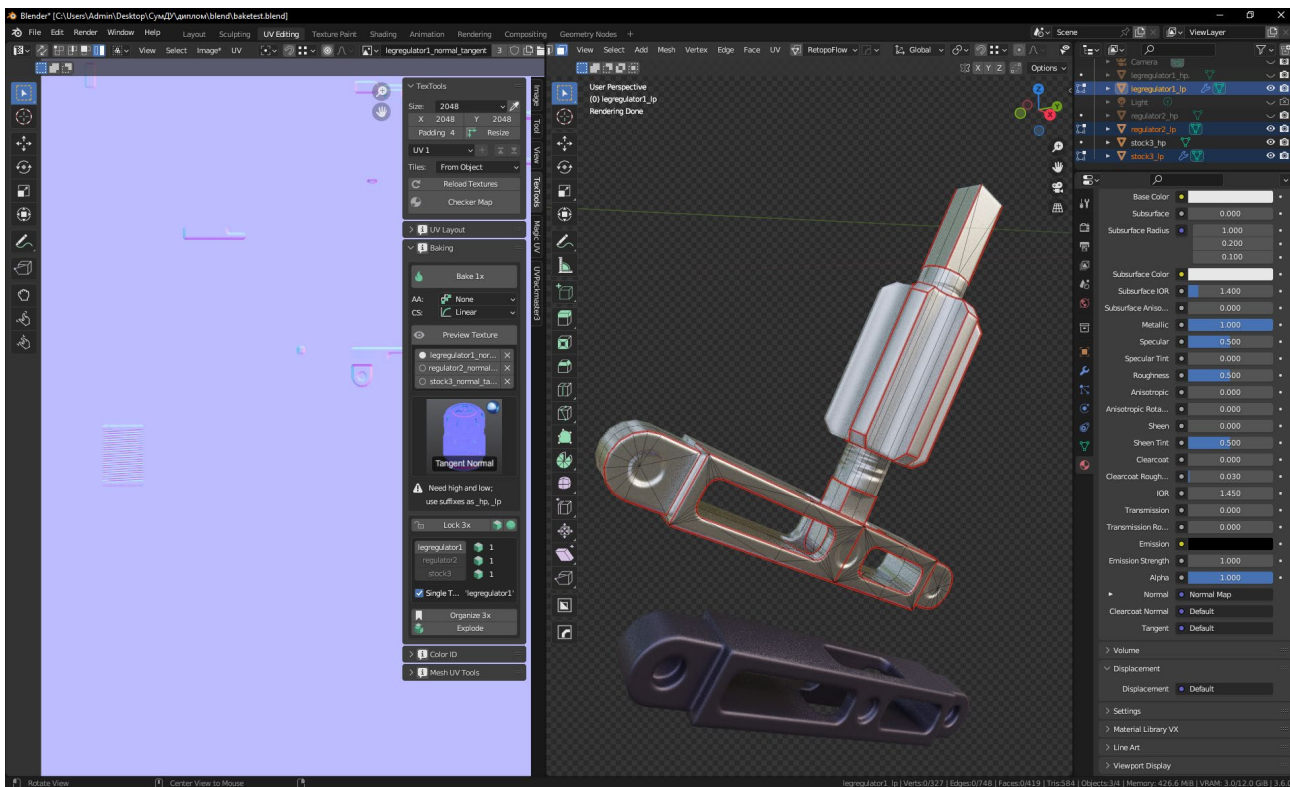 Blender* [C:\Users\Admin\Desktop\СумДУ\диплом\blend\baketest.blend]
File Edit Render Window Help Layout Sculpting UV Editing Texture Paint Shading Animation Rendering Compositing Geometry Nodes + Scene ViewLayer
View Select Image* UV legregulator1_normal_tangent 3 View Select Add Mesh Vertex Edge Face UV RetopoFlow Global
X Y Z Options
TexTools
Size: 2048
X 2048 Y 2048
Padding 4 Resize
UV 1
Tiles: From Object
Reload Textures
Checker Map
UV Layout
Baking
Bake 1x
AA: None
CS: Linear
Preview Texture
legregulator1_nor...
regulator2_normal...
stock3_normal_ta...
Tangent Normal
Need high and low;
use suffixes as _hp, _lp
Lock 3x
legregulator1 1
regulator2 1
stock3 1
Single T... 'legregulator1'
Organize 3x
Explode
Color ID
Mesh UV Tools
Image
Tool
View
TexTools
Magic UV
UVPackmaster3
User Perspective
(0) legregulator1_lp
Rendering Done
Z
Y
X
Camera
legregulator1_hp
legregulator1_lp
Light
regulator2_hp
regulator2_lp
stock3_hp
stock3_lp
Base Color
Subsurface 0.000
Subsurface Radius 1.000
0.200
0.100
Subsurface Color
Subsurface IOR 1.400
Subsurface Aniso... 0.000
Metallic 1.000
Specular 0.500
Specular Tint 0.000
Roughness 0.500
Anisotropic 0.000
Anisotropic Rota... 0.000
Sheen 0.000
Sheen Tint 0.500
Clearcoat 0.000
Clearcoat Rough... 0.030
IOR 1.450
Transmission 0.000
Transmission Ro... 0.000
Emission
Emission Strength 1.000
Alpha 1.000
Normal Normal Map
Clearcoat Normal Default
Tangent Default
Volume
Displacement
Displacement Default
Settings
Material Library VX
Line Art
Viewport Display
Rotate View Center View to Mouse legregulator1_lp | Verts:0/327 | Edges:0/748 | Faces:0/419 | Tris:584 | Objects:3/4 | Memory: 426.6 MiB | VRAM: 3.0/12.0 GiB | 3.6.0